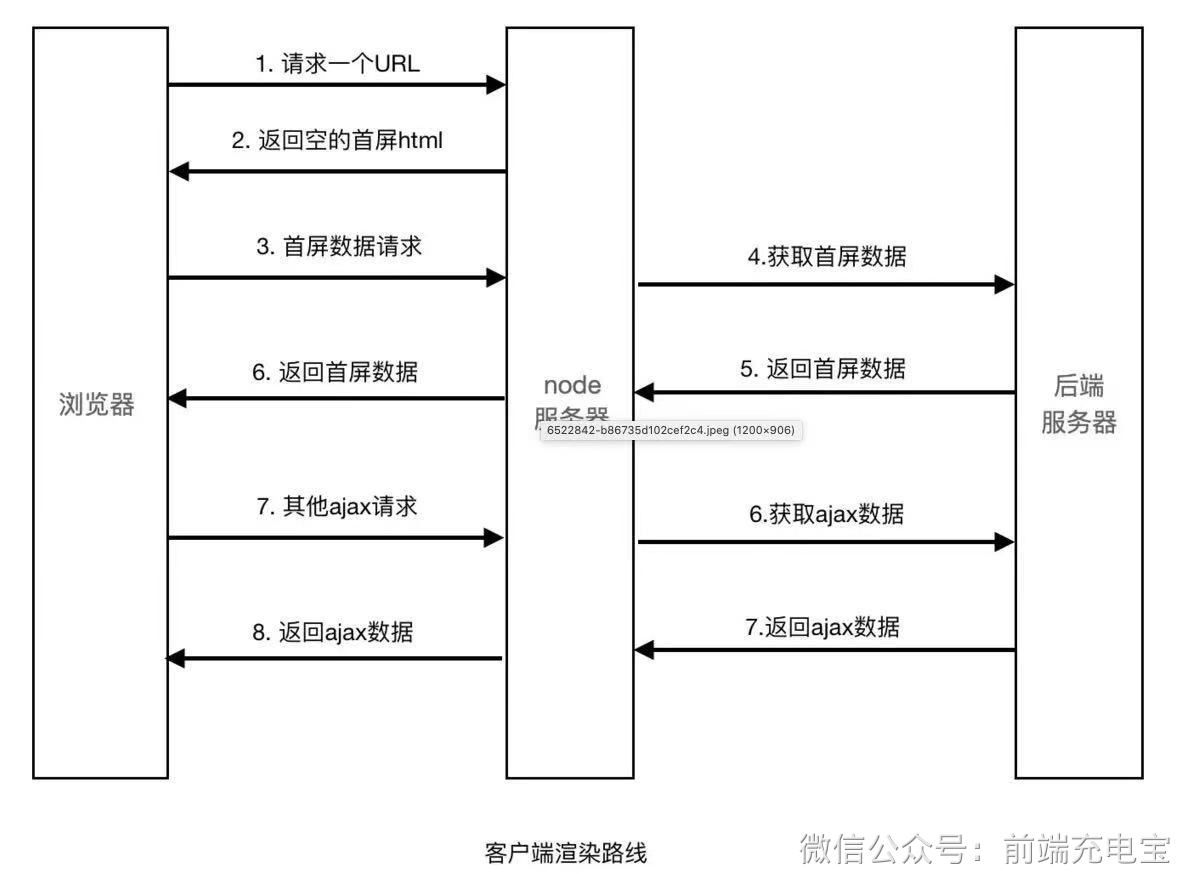 1. 请求一个URL
2. 返回空的首屏html
3. 首屏数据请求
4.获取首屏数据
5. 返回首屏数据
6. 返回首屏数据
浏览器
node
服务器
6522842-b86735d102cef2c4.jpeg (1200×906)
后端
服务器
7. 其他ajax请求
6.获取ajax数据
7.返回ajax数据
8. 返回ajax数据
客户端渲染路线
微信公众号：前端充电宝